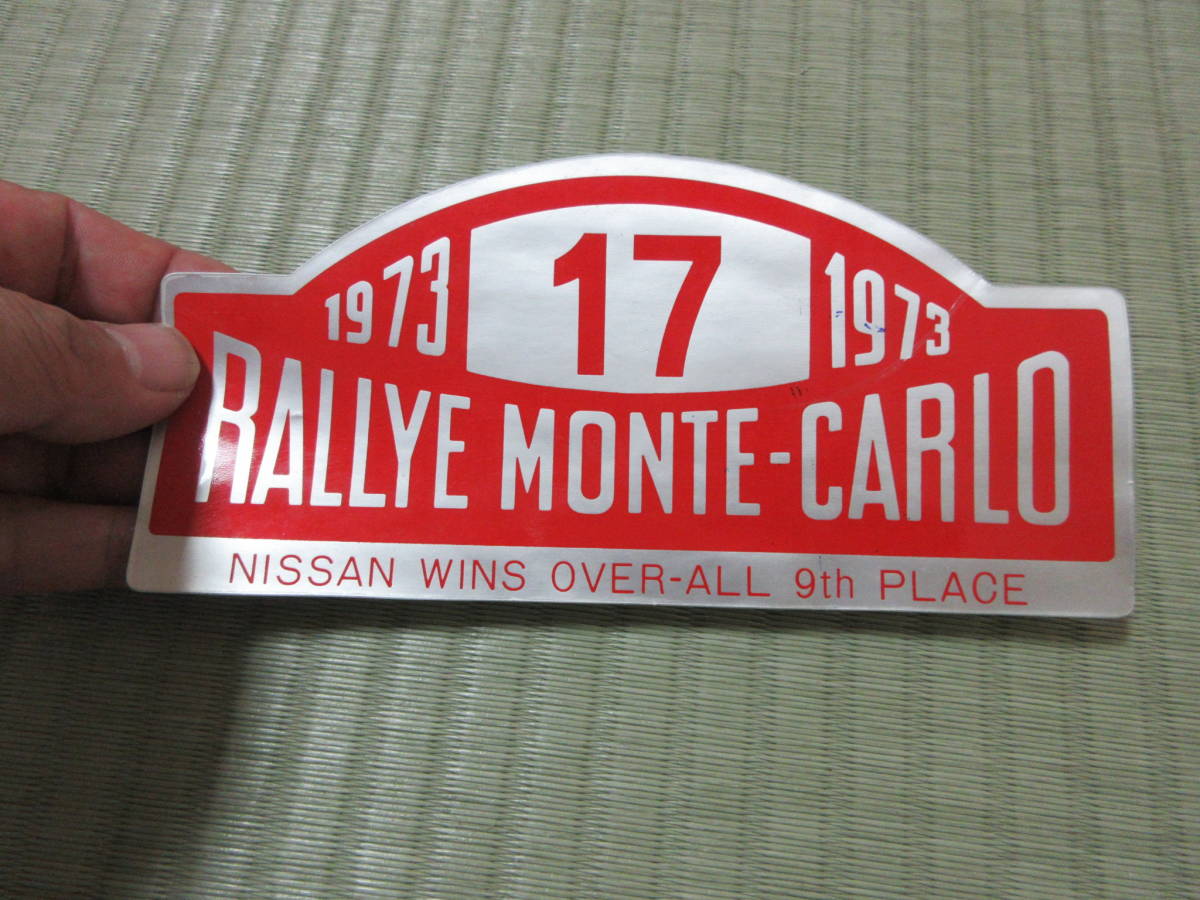 1973 17 1973
RALLYE MONTE-CARLO
NISSAN WINS OVER-ALL 9th PLACE